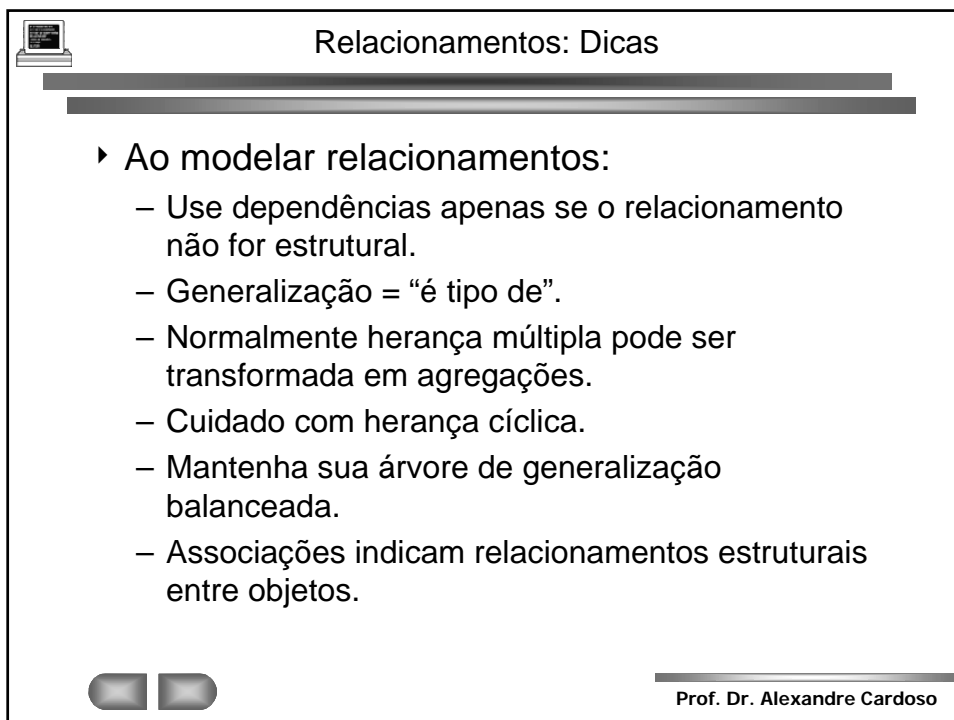 Relacionamentos: Dicas
Ao modelar relacionamentos:
– Use dependências apenas se o relacionamento
não for estrutural.
– Generalização = “é tipo de”.
– Normalmente herança múltipla pode ser
transformada em agregações.
– Cuidado com herança cíclica.
– Mantenha sua árvore de generalização
balanceada.
– Associações indicam relacionamentos estruturais
entre objetos.
Prof. Dr. Alexandre Cardoso